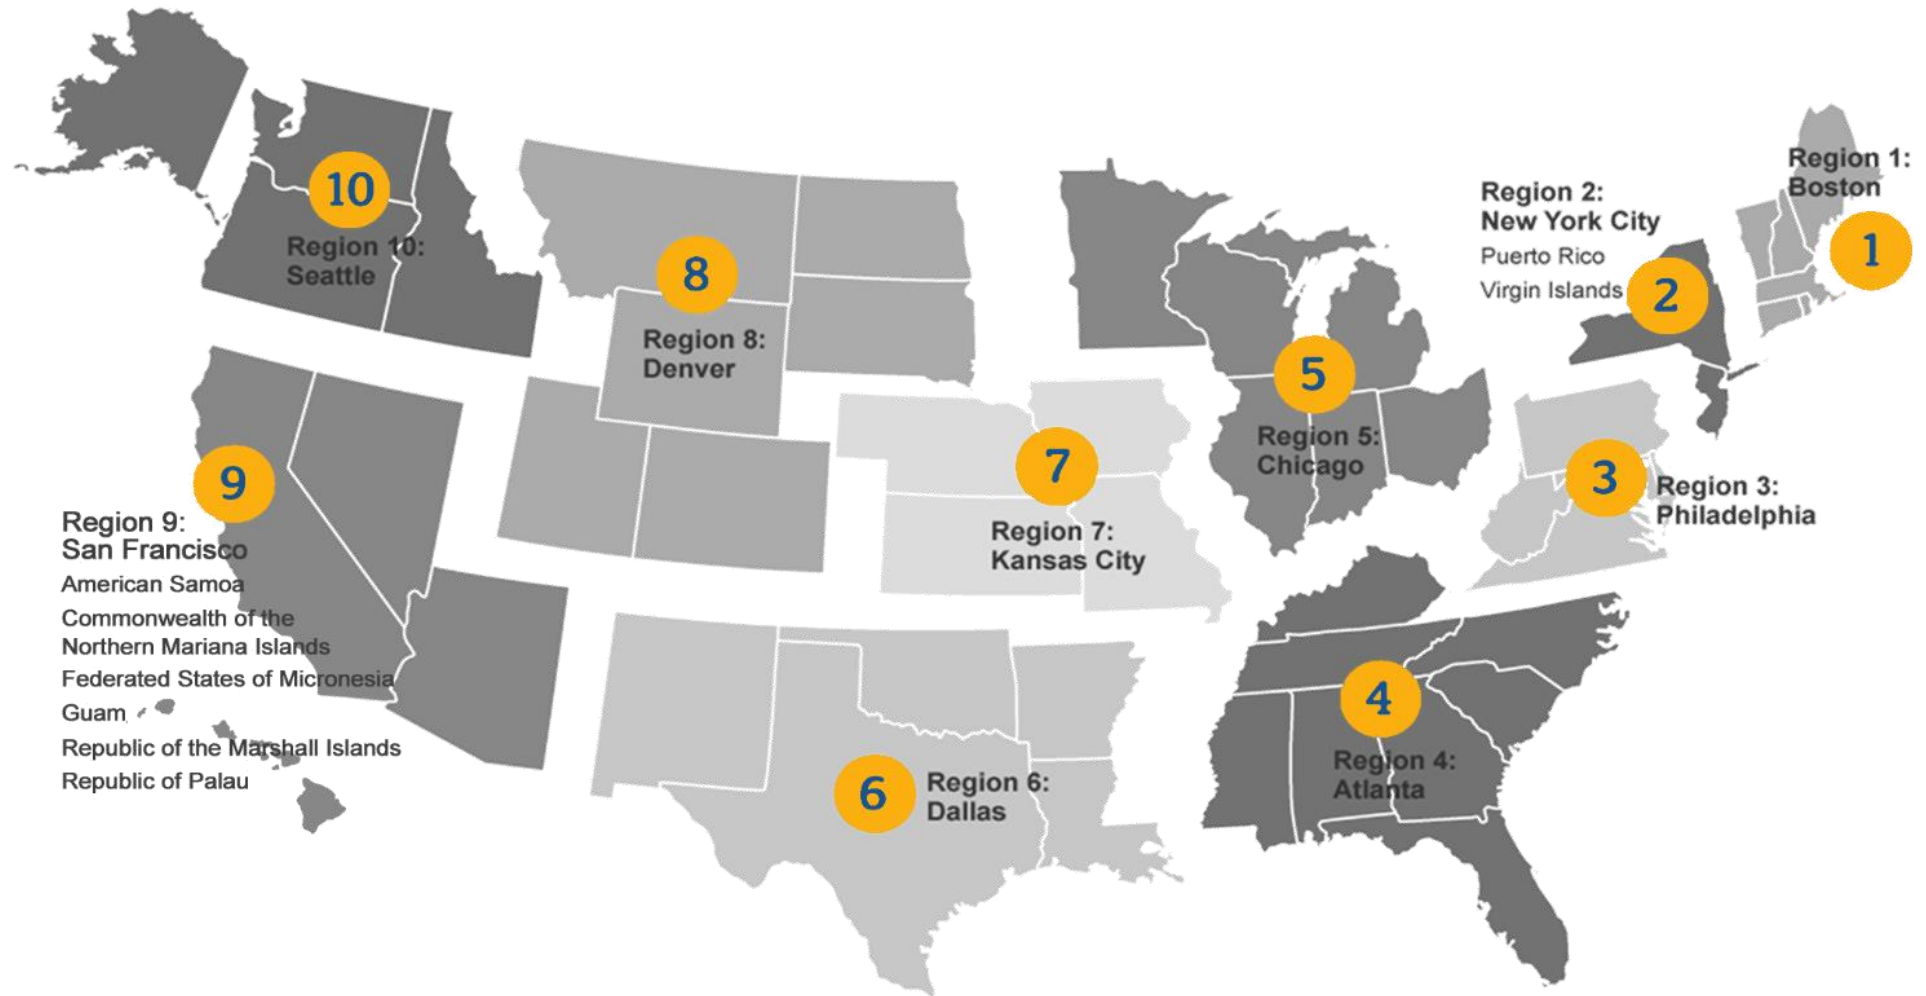 10
Region 10:
Seattle
8
Region 8:
Denver
9
Region 9:
San Francisco
American Samoa
Commonwealth of the
Northern Mariana Islands
Federated States of Micronesia
Guam
Republic of the Marshall Islands
Republic of Palau
7
Region 7:
Kansas City
6
Region 6:
Dallas
5
Region 5:
Chicago
4
Region 4:
Atlanta
3
Region 3:
Philadelphia
Region 2:
New York City
Puerto Rico
Virgin Islands
2
Region 1:
Boston
1